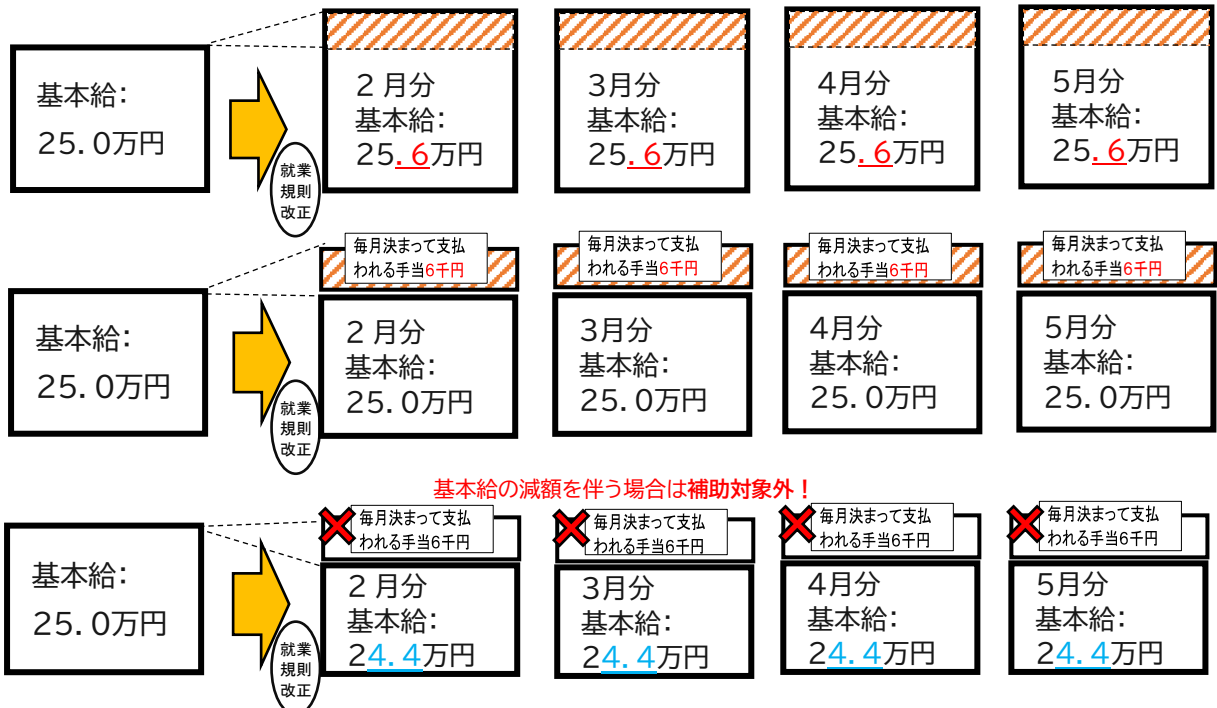 基本給：
25．0万円
就業
規則
改正
２月分
基本給：
25．6万円
3月分
基本給：
25．6万円
4月分
基本給：
25．6万円
5月分
基本給：
25．6万円
基本給：
25．0万円
就業
規則
改正
毎月決まって支払
われる手当6千円
２月分
基本給：
25．0万円
毎月決まって支払
われる手当6千円
3月分
基本給：
25．0万円
毎月決まって支払
われる手当6千円
4月分
基本給：
25．0万円
毎月決まって支払
われる手当6千円
5月分
基本給：
25．0万円
基本給の減額を伴う場合は補助対象外！
基本給：
25．0万円
就業
規則
改正
毎月決まって支払
われる手当6千円
２月分
基本給：
24．4万円
毎月決まって支払
われる手当6千円
3月分
基本給：
24．4万円
毎月決まって支払
われる手当6千円
4月分
基本給：
24．4万円
毎月決まって支払
われる手当6千円
5月分
基本給：
24．4万円